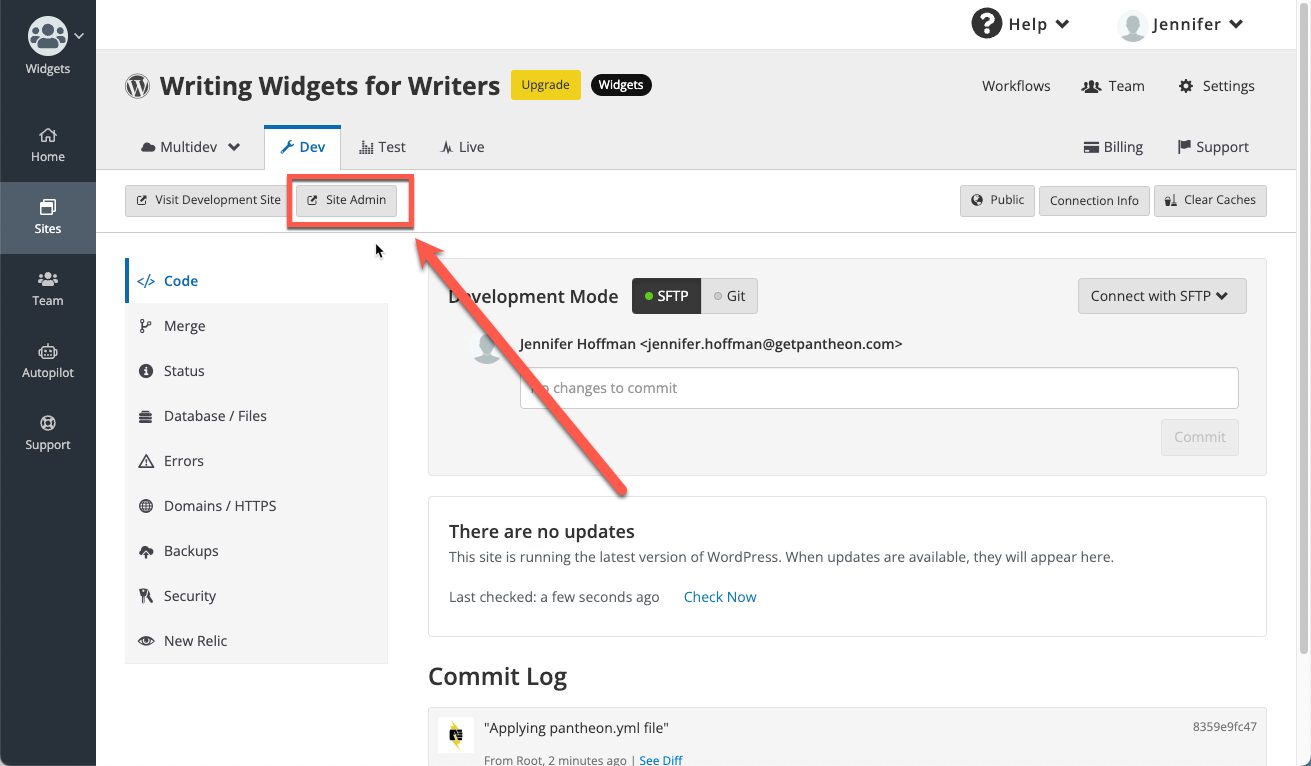 Widgets
Home
Sites
Team
Autopilot
Support
Help
Jennifer
Writing Widgets for Writers
Upgrade
Widgets
Workflows
Team
Settings
Multidev
Dev
Test
Live
Billing
Support
Visit Development Site
Site Admin
Public
Connection Info
Clear Caches
Code
Merge
Status
Database / Files
Errors
Domains / HTTPS
Backups
Security
New Relic
Development Mode
SFTP
Git
Connect with SFTP
Jennifer Hoffman <jennifer.hoffman@getpantheon.com>
No changes to commit
Commit
There are no updates
This site is running the latest version of WordPress. When updates are available, they will appear here.
Last checked: a few seconds ago Check Now
Commit Log
"Applying pantheon.yml file" 8359e9fc47
From Root, 2 minutes ago | See Diff